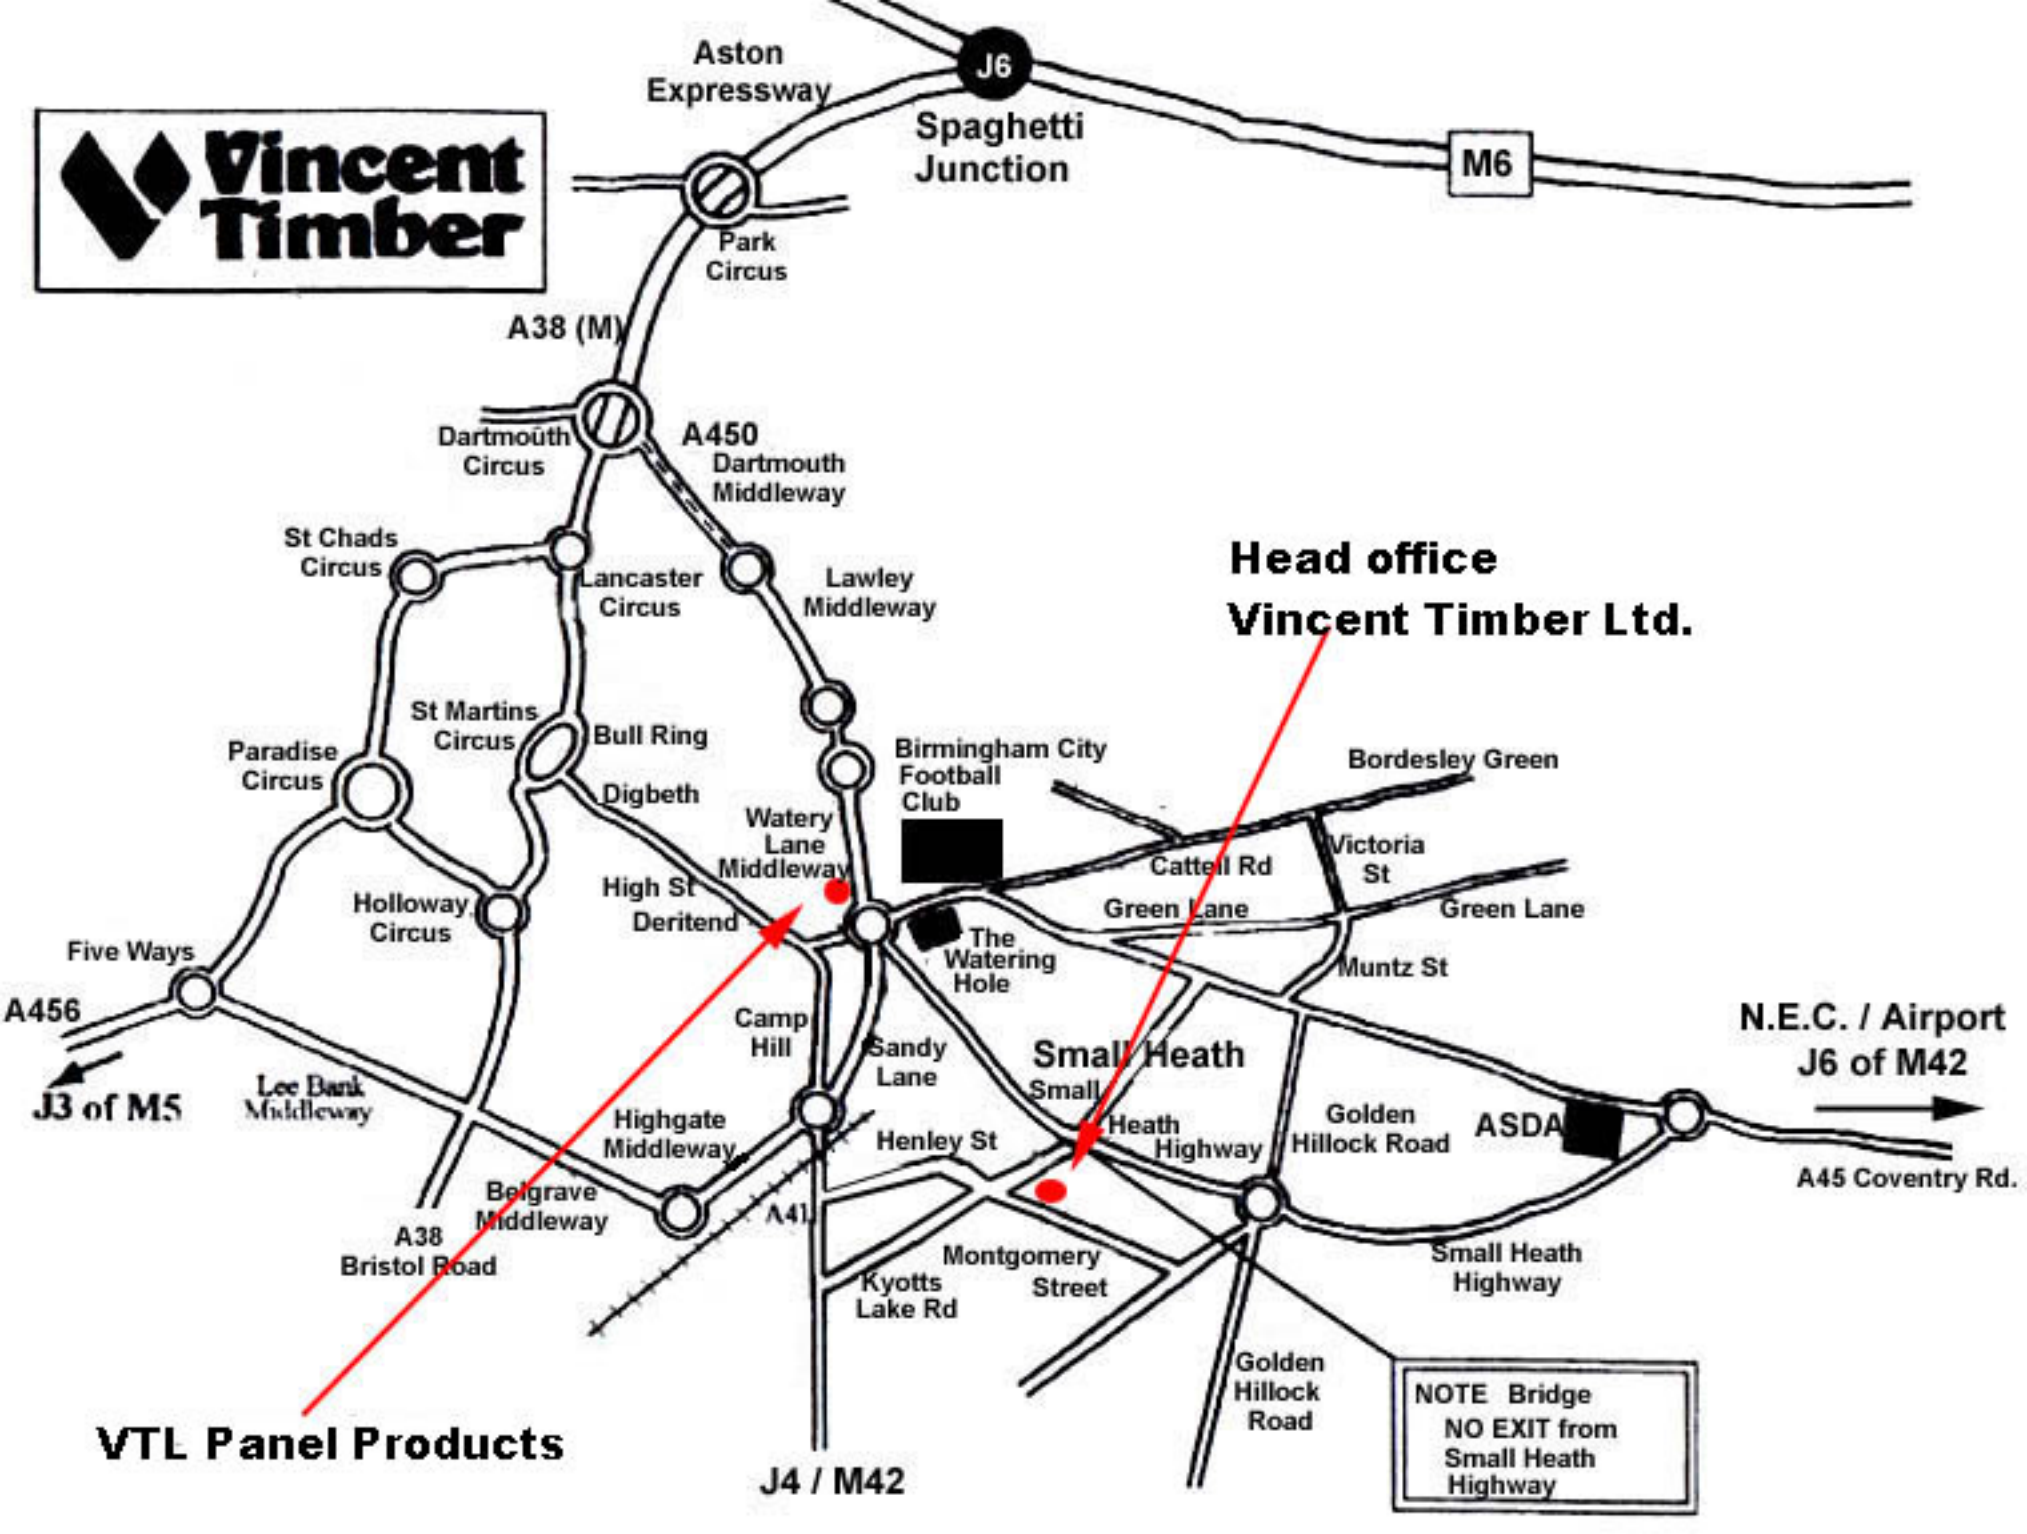 Aston
Expressway
J6
Spaghetti
Junction
M6
Vincent
Timber
Park
Circus
A38 (M)
Dartmouth
Circus
A450
Dartmouth
Middleway
St Chads
Circus
Lancaster
Circus
Lawley
Middleway
Head office
Vincent Timber Ltd.
St Martins
Circus
Bull Ring
Paradise
Circus
Digbeth
Birmingham City
Football
Club
Bordesley Green
Watery
Lane
Middleway
Cattell Rd
Victoria
St
High St
Deritend
Holloway
Circus
Green Lane
Green Lane
The
Watering
Hole
Muntz St
Five Ways
A456
J3 of M5
Lee Bank
Middleway
Camp
Hill
Sandy
Lane
Small Heath
Small
Heath
Highway
N.E.C. / Airport
J6 of M42
Highgate
Middleway
Henley St
Golden
Hillock Road
ASDA
A45 Coventry Rd.
Belgrave
Middleway
A41
A38
Bristol Road
Montgomery
Street
Kyotts
Lake Rd
Small Heath
Highway
Golden
Hillock
Road
VTL Panel Products
J4 / M42
NOTE Bridge
NO EXIT from
Small Heath
Highway